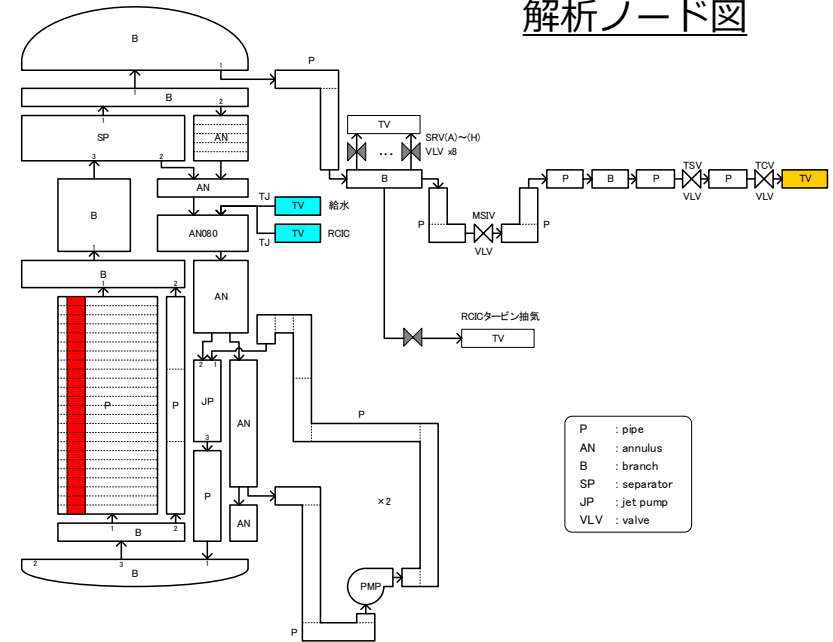 解析ノード図
B
1
P
B
1
2
SP
3
2
AN
TV
SRV(A)～(H)
VLV x8
...
B
AN
TJ
TV
給水
AN080
TJ
TV
RCIC
B
1
P
MSIV
VLV
P
P
B
P
TSV
VLV
P
TCV
VLV
TV
B
1
2
AN
RCICタービン抽気
TV
P
P
2
1
JP
3
AN
P
P
AN
×2
B
1
2
2
3
1
B
PMP
P
P : pipe
AN : annulus
B : branch
SP : separator
JP : jet pump
VLV : valve